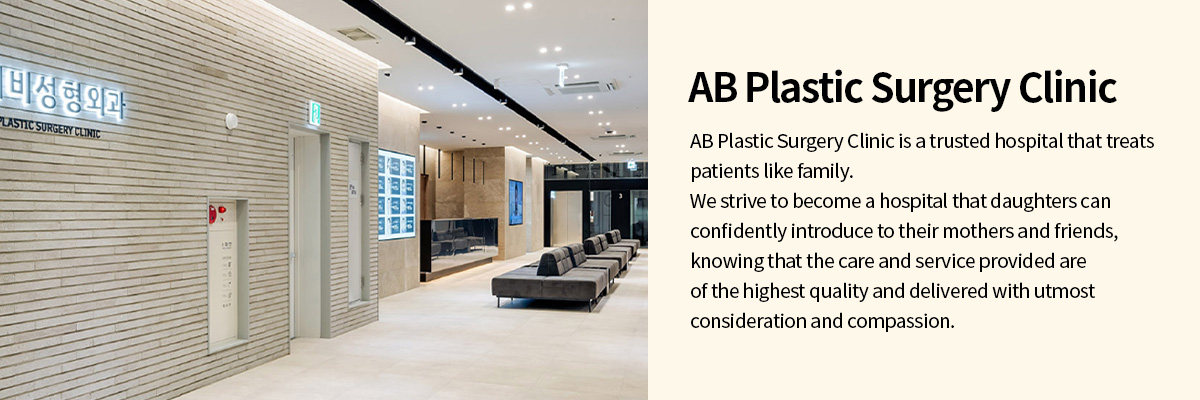 비성형외과
PLASTIC SURGERY CLINIC
AB Plastic Surgery Clinic
AB Plastic Surgery Clinic is a trusted hospital that treats
patients like family.
We strive to become a hospital that daughters can
confidently introduce to their mothers and friends,
knowing that the care and service provided are
of the highest quality and delivered with utmost
consideration and compassion.